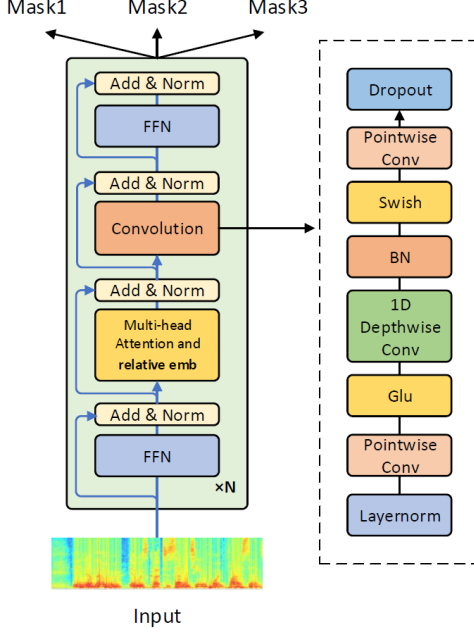 Mask1 Mask2 Mask3
Add & Norm
FFN
Add & Norm
Convolution
Add & Norm
Multi-head
Attention and
relative emb
Add & Norm
FFN
×N
Input
Dropout
Pointwise
Conv
Swish
BN
1D
Depthwise
Conv
Glu
Pointwise
Conv
Layernorm